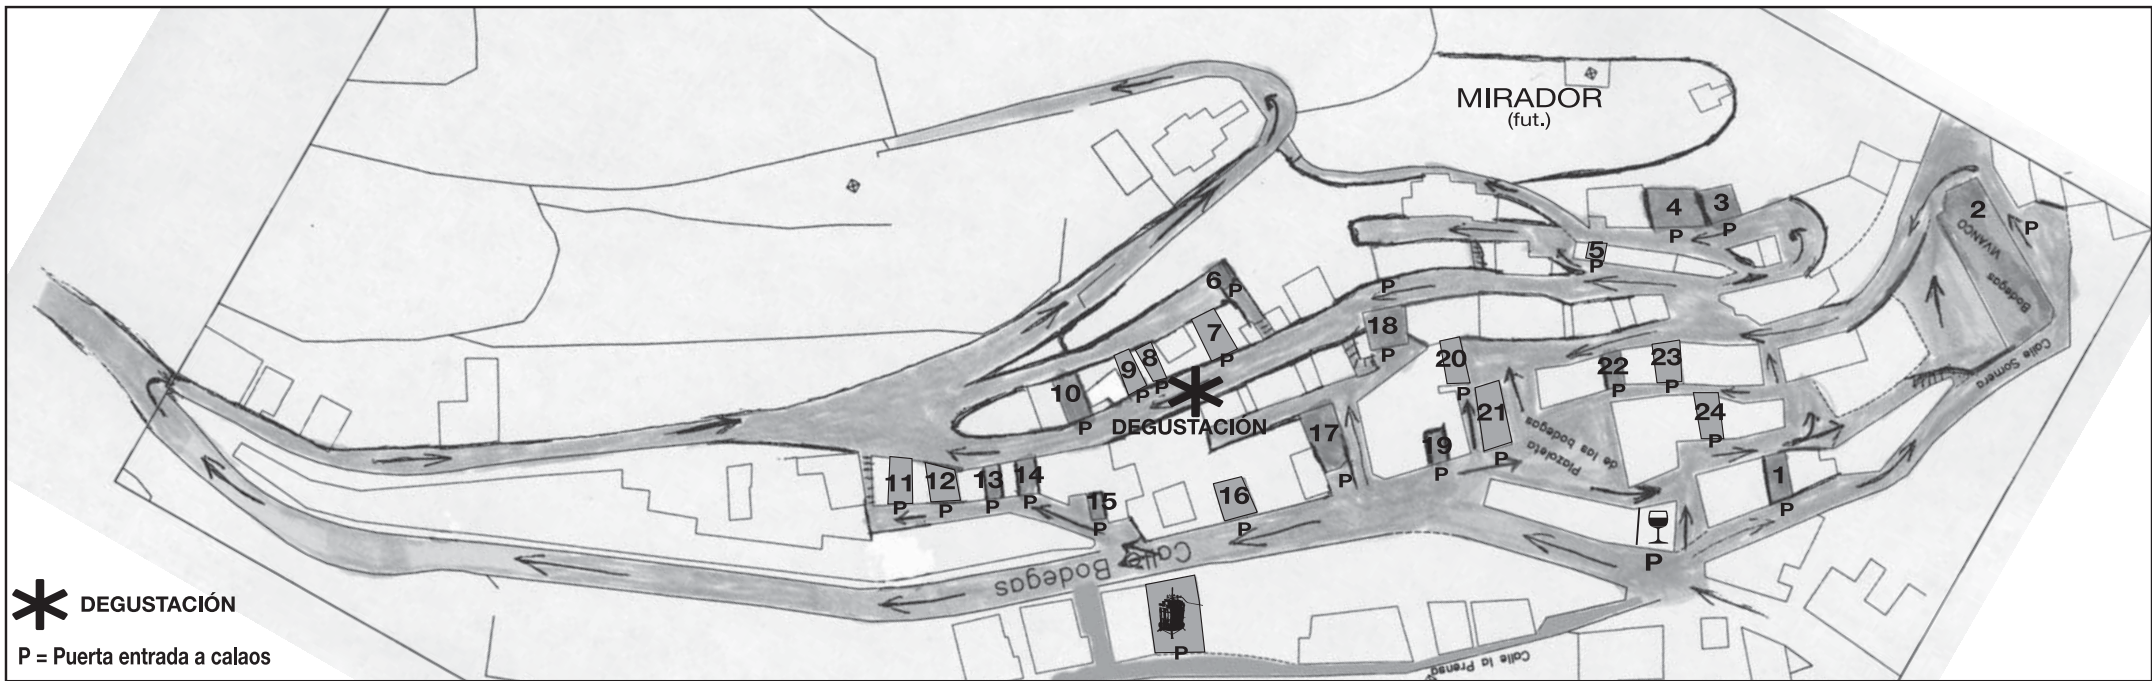 MIRADOR
(fut.)
4
3
P
P
2
P
VIVANCO
Bodegas
5
P
6
P
P
7
P
18
P
8
P
9
P
10
P
DEGUSTACIÓN
20
P
22
P
23
P
Calle Somera
21
P
24
P
17
P
19
P
Plazoleta
de las bodegas
1
P
11
P
12
P
13
P
14
P
15
P
16
P
P
Calle
Bodegas
P
Calle la Prensa
DEGUSTACIÓN
P = Puerta entrada a calaos